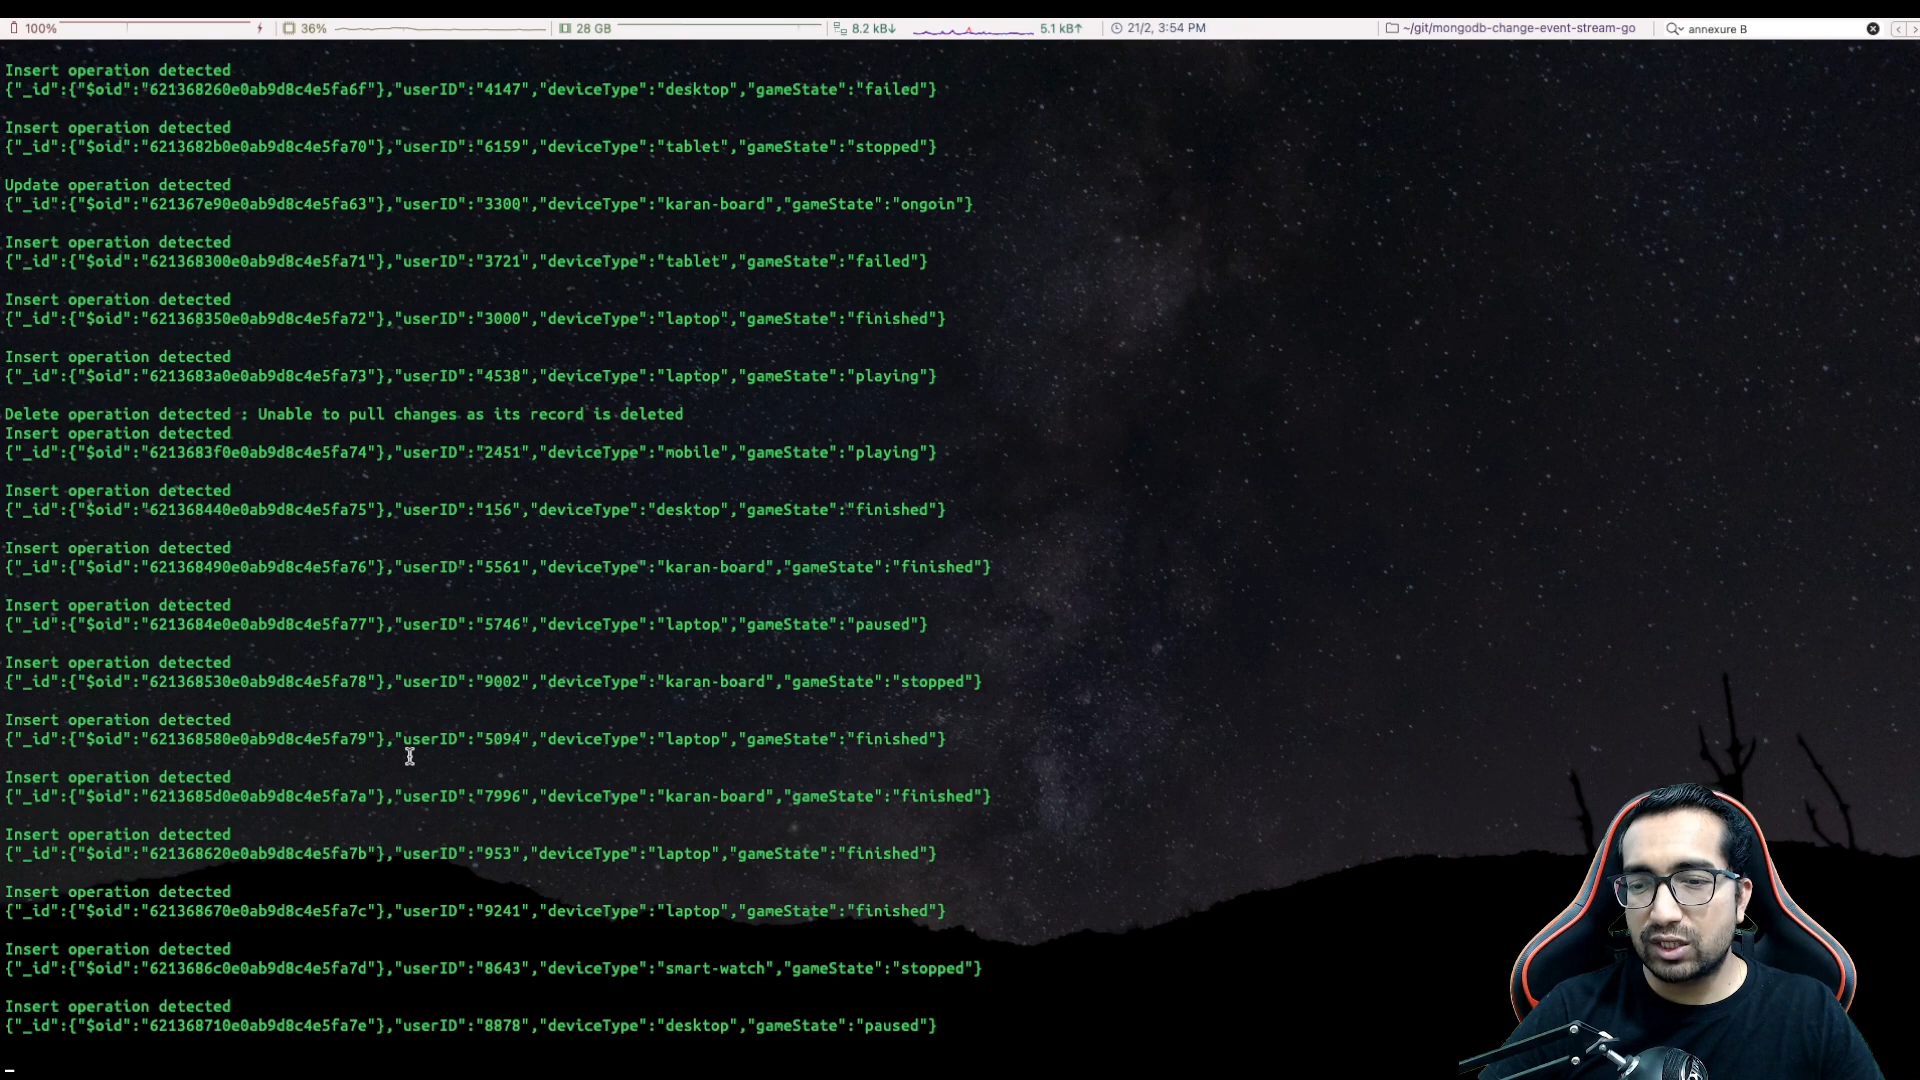 100% 36% 28 GB 8.2 kB↓ 5.1 kB↑ 21/2, 3:54 PM ~/git/mongodb-change-event-stream-go annexure B
Insert operation detected
{"_id":{"$oid":"621368260e0ab9d8c4e5fa6f"},"userID":"4147","deviceType":"desktop","gameState":"failed"}
Insert operation detected
{"_id":{"$oid":"6213682b0e0ab9d8c4e5fa70"},"userID":"6159","deviceType":"tablet","gameState":"stopped"}
Update operation detected
{"_id":{"$oid":"621367e90e0ab9d8c4e5fa63"},"userID":"3300","deviceType":"karan-board","gameState":"ongoin"}
Insert operation detected
{"_id":{"$oid":"621368300e0ab9d8c4e5fa71"},"userID":"3721","deviceType":"tablet","gameState":"failed"}
Insert operation detected
{"_id":{"$oid":"621368350e0ab9d8c4e5fa72"},"userID":"3000","deviceType":"laptop","gameState":"finished"}
Insert operation detected
{"_id":{"$oid":"6213683a0e0ab9d8c4e5fa73"},"userID":"4538","deviceType":"laptop","gameState":"playing"}
Delete operation detected : Unable to pull changes as its record is deleted
Insert operation detected
{"_id":{"$oid":"6213683f0e0ab9d8c4e5fa74"},"userID":"2451","deviceType":"mobile","gameState":"playing"}
Insert operation detected
{"_id":{"$oid":"621368440e0ab9d8c4e5fa75"},"userID":"156","deviceType":"desktop","gameState":"finished"}
Insert operation detected
{"_id":{"$oid":"621368490e0ab9d8c4e5fa76"},"userID":"5561","deviceType":"karan-board","gameState":"finished"}
Insert operation detected
{"_id":{"$oid":"6213684e0e0ab9d8c4e5fa77"},"userID":"5746","deviceType":"laptop","gameState":"paused"}
Insert operation detected
{"_id":{"$oid":"621368530e0ab9d8c4e5fa78"},"userID":"9002","deviceType":"karan-board","gameState":"stopped"}
Insert operation detected
{"_id":{"$oid":"621368580e0ab9d8c4e5fa79"},"userID":"5094","deviceType":"laptop","gameState":"finished"}
Insert operation detected
{"_id":{"$oid":"6213685d0e0ab9d8c4e5fa7a"},"userID":"7996","deviceType":"karan-board","gameState":"finished"}
Insert operation detected
{"_id":{"$oid":"621368620e0ab9d8c4e5fa7b"},"userID":"953","deviceType":"laptop","gameState":"finished"}
Insert operation detected
{"_id":{"$oid":"621368670e0ab9d8c4e5fa7c"},"userID":"9241","deviceType":"laptop","gameState":"finished"}
Insert operation detected
{"_id":{"$oid":"6213686c0e0ab9d8c4e5fa7d"},"userID":"8643","deviceType":"smart-watch","gameState":"stopped"}
Insert operation detected
{"_id":{"$oid":"621368710e0ab9d8c4e5fa7e"},"userID":"8878","deviceType":"desktop","gameState":"paused"}